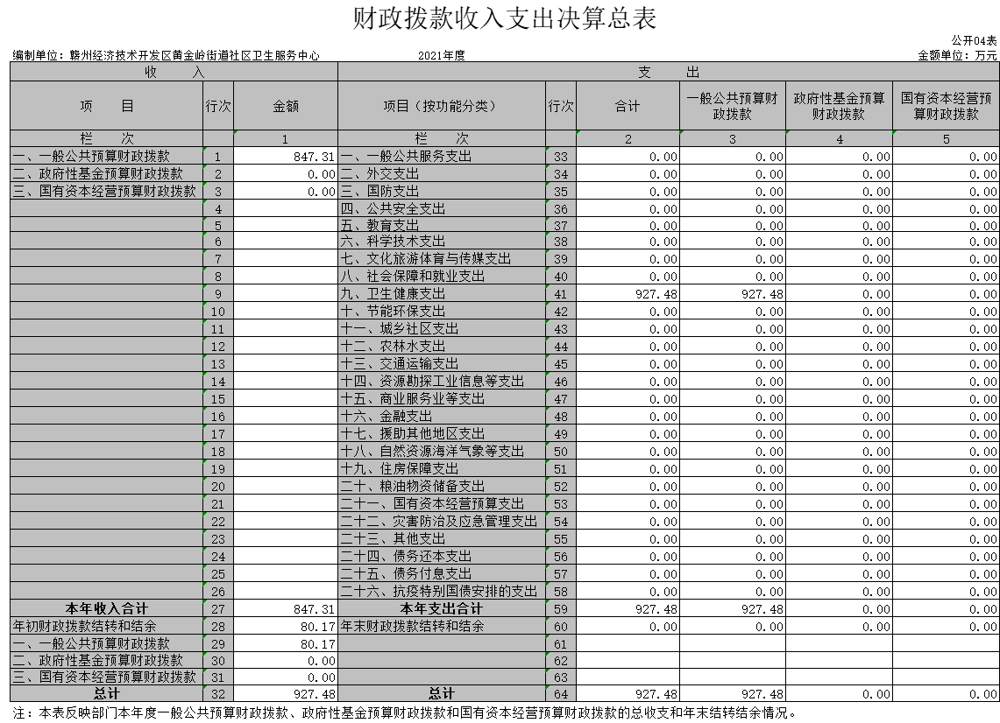 财政拨款收入支出决算总表
公开04表
编制单位：赣州经济技术开发区黄金岭街道社区卫生服务中心 2021年度 金额单位：万元
收 入 支 出
项 目 行次 金额 项目（按功能分类） 行次 合计 一般公共预算财政拨款 政府性基金预算财政拨款 国有资本经营预算财政拨款
栏 次 1 栏 次 2 3 4 5
一、一般公共预算财政拨款 1 847.31 一、一般公共服务支出 33 0.00 0.00 0.00 0.00
二、政府性基金预算财政拨款 2 0.00 二、外交支出 34 0.00 0.00 0.00 0.00
三、国有资本经营预算财政拨款 3 0.00 三、国防支出 35 0.00 0.00 0.00 0.00
4 四、公共安全支出 36 0.00 0.00 0.00 0.00
5 五、教育支出 37 0.00 0.00 0.00 0.00
6 六、科学技术支出 38 0.00 0.00 0.00 0.00
7 七、文化旅游体育与传媒支出 39 0.00 0.00 0.00 0.00
8 八、社会保障和就业支出 40 0.00 0.00 0.00 0.00
9 九、卫生健康支出 41 927.48 927.48 0.00 0.00
10 十、节能环保支出 42 0.00 0.00 0.00 0.00
11 十一、城乡社区支出 43 0.00 0.00 0.00 0.00
12 十二、农林水支出 44 0.00 0.00 0.00 0.00
13 十三、交通运输支出 45 0.00 0.00 0.00 0.00
14 十四、资源勘探工业信息等支出 46 0.00 0.00 0.00 0.00
15 十五、商业服务业等支出 47 0.00 0.00 0.00 0.00
16 十六、金融支出 48 0.00 0.00 0.00 0.00
17 十七、援助其他地区支出 49 0.00 0.00 0.00 0.00
18 十八、自然资源海洋气象等支出 50 0.00 0.00 0.00 0.00
19 十九、住房保障支出 51 0.00 0.00 0.00 0.00
20 二十、粮油物资储备支出 52 0.00 0.00 0.00 0.00
21 二十一、国有资本经营预算支出 53 0.00 0.00 0.00 0.00
22 二十二、灾害防治及应急管理支出 54 0.00 0.00 0.00 0.00
23 二十三、其他支出 55 0.00 0.00 0.00 0.00
24 二十四、债务还本支出 56 0.00 0.00 0.00 0.00
25 二十五、债务付息支出 57 0.00 0.00 0.00 0.00
26 二十六、抗疫特别国债安排的支出 58 0.00 0.00 0.00 0.00
本年收入合计 27 847.31 本年支出合计 59 927.48 927.48 0.00 0.00
年初财政拨款结转和结余 28 80.17 年末财政拨款结转和结余 60 0.00 0.00 0.00 0.00
一、一般公共预算财政拨款 29 80.17 61
二、政府性基金预算财政拨款 30 0.00 62
三、国有资本经营预算财政拨款 31 0.00 63
总计 32 927.48 总计 64 927.48 927.48 0.00 0.00
注：本表反映部门本年度一般公共预算财政拨款、政府性基金预算财政拨款和国有资本经营预算财政拨款的总收支和年末结转结余情况。